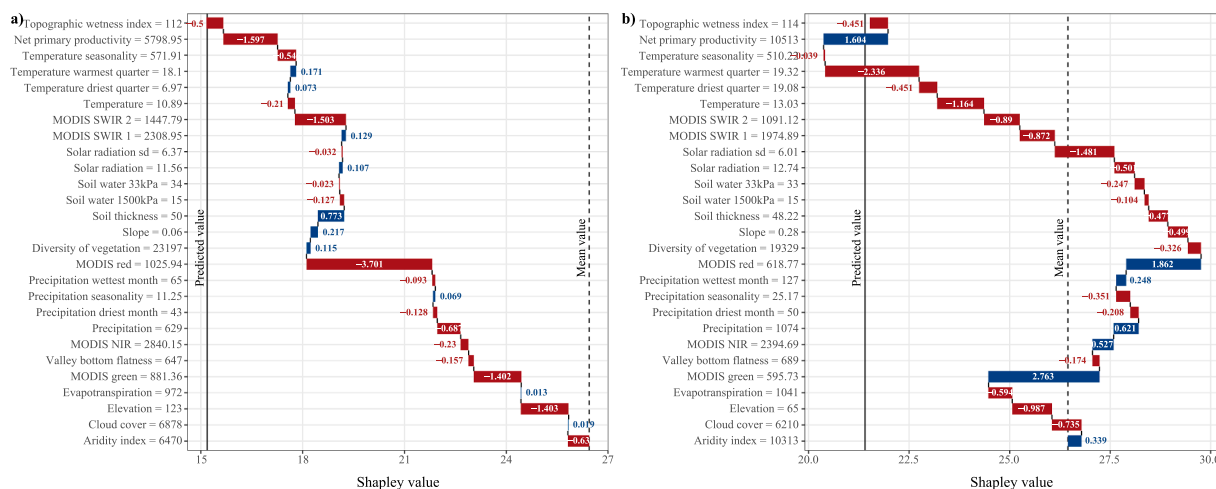 a)
Topographic wetness index = 112
−0.5
Net primary productivity = 5798.95
−1.597
Temperature seasonality = 571.91
−0.54
Temperature warmest quarter = 18.1
0.171
Temperature driest quarter = 6.97
0.073
Temperature = 10.89
−0.21
MODIS SWIR 2 = 1447.79
−1.503
MODIS SWIR 1 = 2308.95
0.129
Solar radiation sd = 6.37
−0.032
Solar radiation = 11.56
0.107
Soil water 33kPa = 34
−0.023
Soil water 1500kPa = 15
−0.127
Soil thickness = 50
0.773
Slope = 0.06
0.217
Diversity of vegetation = 23197
0.115
MODIS red = 1025.94
−3.701
Precipitation wettest month = 65
−0.093
Precipitation seasonality = 11.25
0.069
Precipitation driest month = 43
−0.128
Precipitation = 629
−0.687
MODIS NIR = 2840.15
−0.23
Valley bottom flatness = 647
−0.157
MODIS green = 881.36
−1.402
Evapotranspiration = 972
0.013
Elevation = 123
−1.403
Cloud cover = 6878
0.019
Aridity index = 6470
−0.63
Predicted value
Mean value
15 18 21 24 27
Shapley value
b)
Topographic wetness index = 114
−0.451
Net primary productivity = 10513
1.604
Temperature seasonality = 510.23
−0.039
Temperature warmest quarter = 19.32
−2.336
Temperature driest quarter = 19.08
−0.451
Temperature = 13.03
−1.164
MODIS SWIR 2 = 1091.12
−0.89
MODIS SWIR 1 = 1974.89
−0.872
Solar radiation sd = 6.01
−1.481
Solar radiation = 12.74
−0.50
Soil water 33kPa = 33
−0.247
Soil water 1500kPa = 15
−0.104
Soil thickness = 48.22
−0.477
Slope = 0.28
−0.499
Diversity of vegetation = 19329
−0.326
MODIS red = 618.77
1.862
Precipitation wettest month = 127
0.248
Precipitation seasonality = 25.17
−0.351
Precipitation driest month = 50
−0.208
Precipitation = 1074
0.621
MODIS NIR = 2394.69
0.527
Valley bottom flatness = 689
−0.174
MODIS green = 595.73
2.763
Evapotranspiration = 1041
−0.594
Elevation = 65
−0.987
Cloud cover = 6210
−0.735
Aridity index = 10313
0.339
Predicted value
Mean value
20.0 22.5 25.0 27.5 30.0
Shapley value